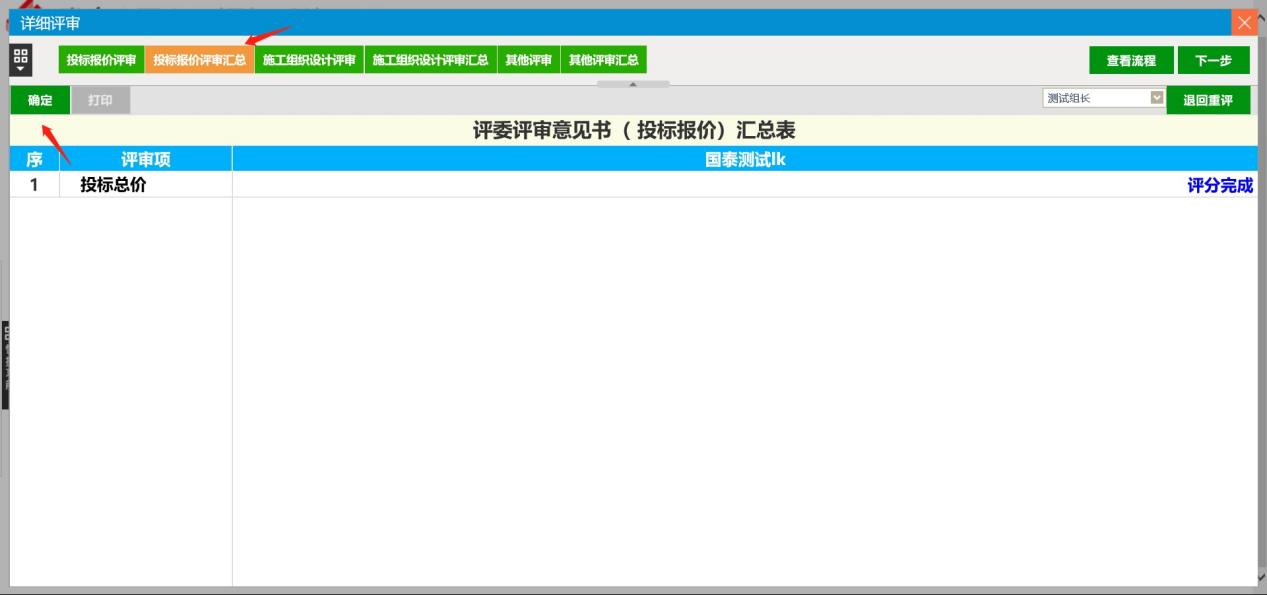 详细评审
投标报价评审 投标报价评审汇总 施工组织设计评审 施工组织设计评审汇总 其他评审 其他评审汇总 查看流程 下一步
确定 打印 测试组长 退回重评
评委评审意见书（ 投标报价）汇总表
序 评审项 国泰测试lk
1 投标总价 评分完成